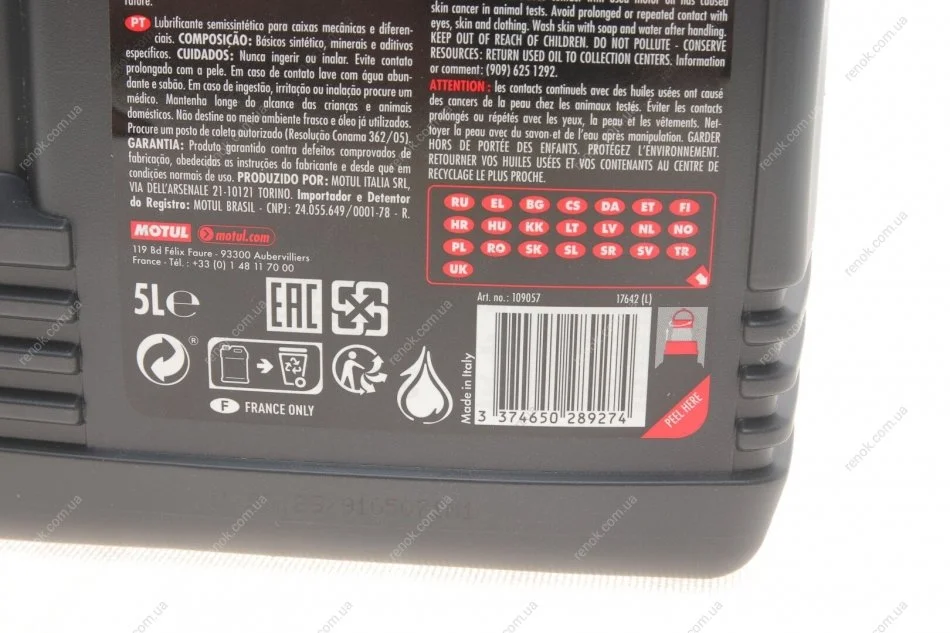 PT Lubrificante semissintético para caixas mecânicas e diferen-
ciais. COMPOSIÇÃO: Básicos sintético, minerais e aditivos
específicos. CUIDADOS: Nunca ingerir ou inalar. Evite contato
prolongado com a pele. Em caso de contato lave com água abun-
dante e sabão. Em caso de ingestão, irritação ou inalação procure um
médico. Mantenha longe do alcance das crianças e animais
domésticos. Não destine ao meio ambiente frasco e óleo já utilizados.
Procure um posto de coleta autorizado (Resolução Conama 362/05).
GARANTIA: Produto garantido contra defeitos comprovados de
fabricação, obedecidas as instruções do fabricante e desde que em
condições normais de uso. PRODUZIDO POR: MOTUL ITALIA SRL,
VIA DELL'ARSENALE 21-10121 TORINO. Importador e Detentor
do Registro: MOTUL BRASIL - CNPJ: 24.055.649/0001-78 - R.
MOTUL motul.com
119 Bd Félix Faure - 93300 Aubervilliers
France - Tél.: +33 (0) 1 48 11 70 00
5L e
EAC
F FRANCE ONLY
skin cancer in animal tests. Avoid prolonged or repeated contact with
eyes, skin and clothing. Wash skin with soap and water after handling.
KEEP OUT OF REACH OF CHILDREN. DO NOT POLLUTE - CONSERVE
RESOURCES: RETURN USED OIL TO COLLECTION CENTERS. Information
or comment: (909) 625 1292.
ATTENTION : les contacts continuels avec des huiles usées ont causé
des cancers de la peau chez les animaux testés. Éviter les contacts
prolongés ou répétés avec les yeux, la peau et les vêtements. Net-
toyer la peau avec du savon et de l'eau après manipulation. GARDER
HORS DE PORTÉE DES ENFANTS. PROTÉGEZ L'ENVIRONNEMENT.
RETOURNER VOS HUILES USÉES ET VOS CONTENANTS AU CENTRE DE
RECYCLAGE LE PLUS PROCHE.
RU EL BG CS DA ET FI
HR HU KK LT LV NL NO
PL RO SK SL SR SV TR
UK
Art. no.: 109057 17642 (L)
Made in Italy
3 374650 289274
PEEL HERE
renok.com.ua